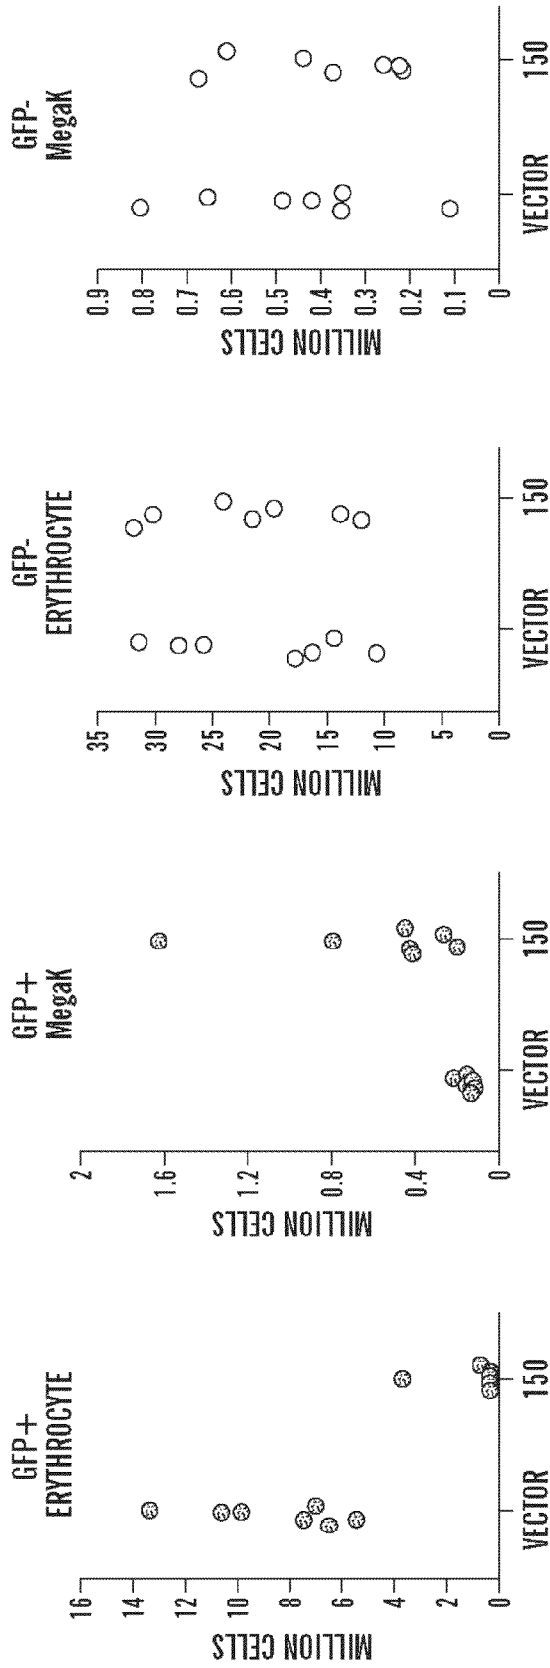 GFP+
ERYTHROCYTE
MILLION CELLS
16
14
12
10
8
6
4
2
0
VECTOR
150
GFP+
MegaK
MILLION CELLS
2
1.6
1.2
0.8
0.4
0
VECTOR
150
GFP-
ERYTHROCYTE
MILLION CELLS
35
30
25
20
15
10
5
0
VECTOR
150
GFP-
MegaK
MILLION CELLS
0.9
0.8
0.7
0.6
0.5
0.4
0.3
0.2
0.1
0
VECTOR
150